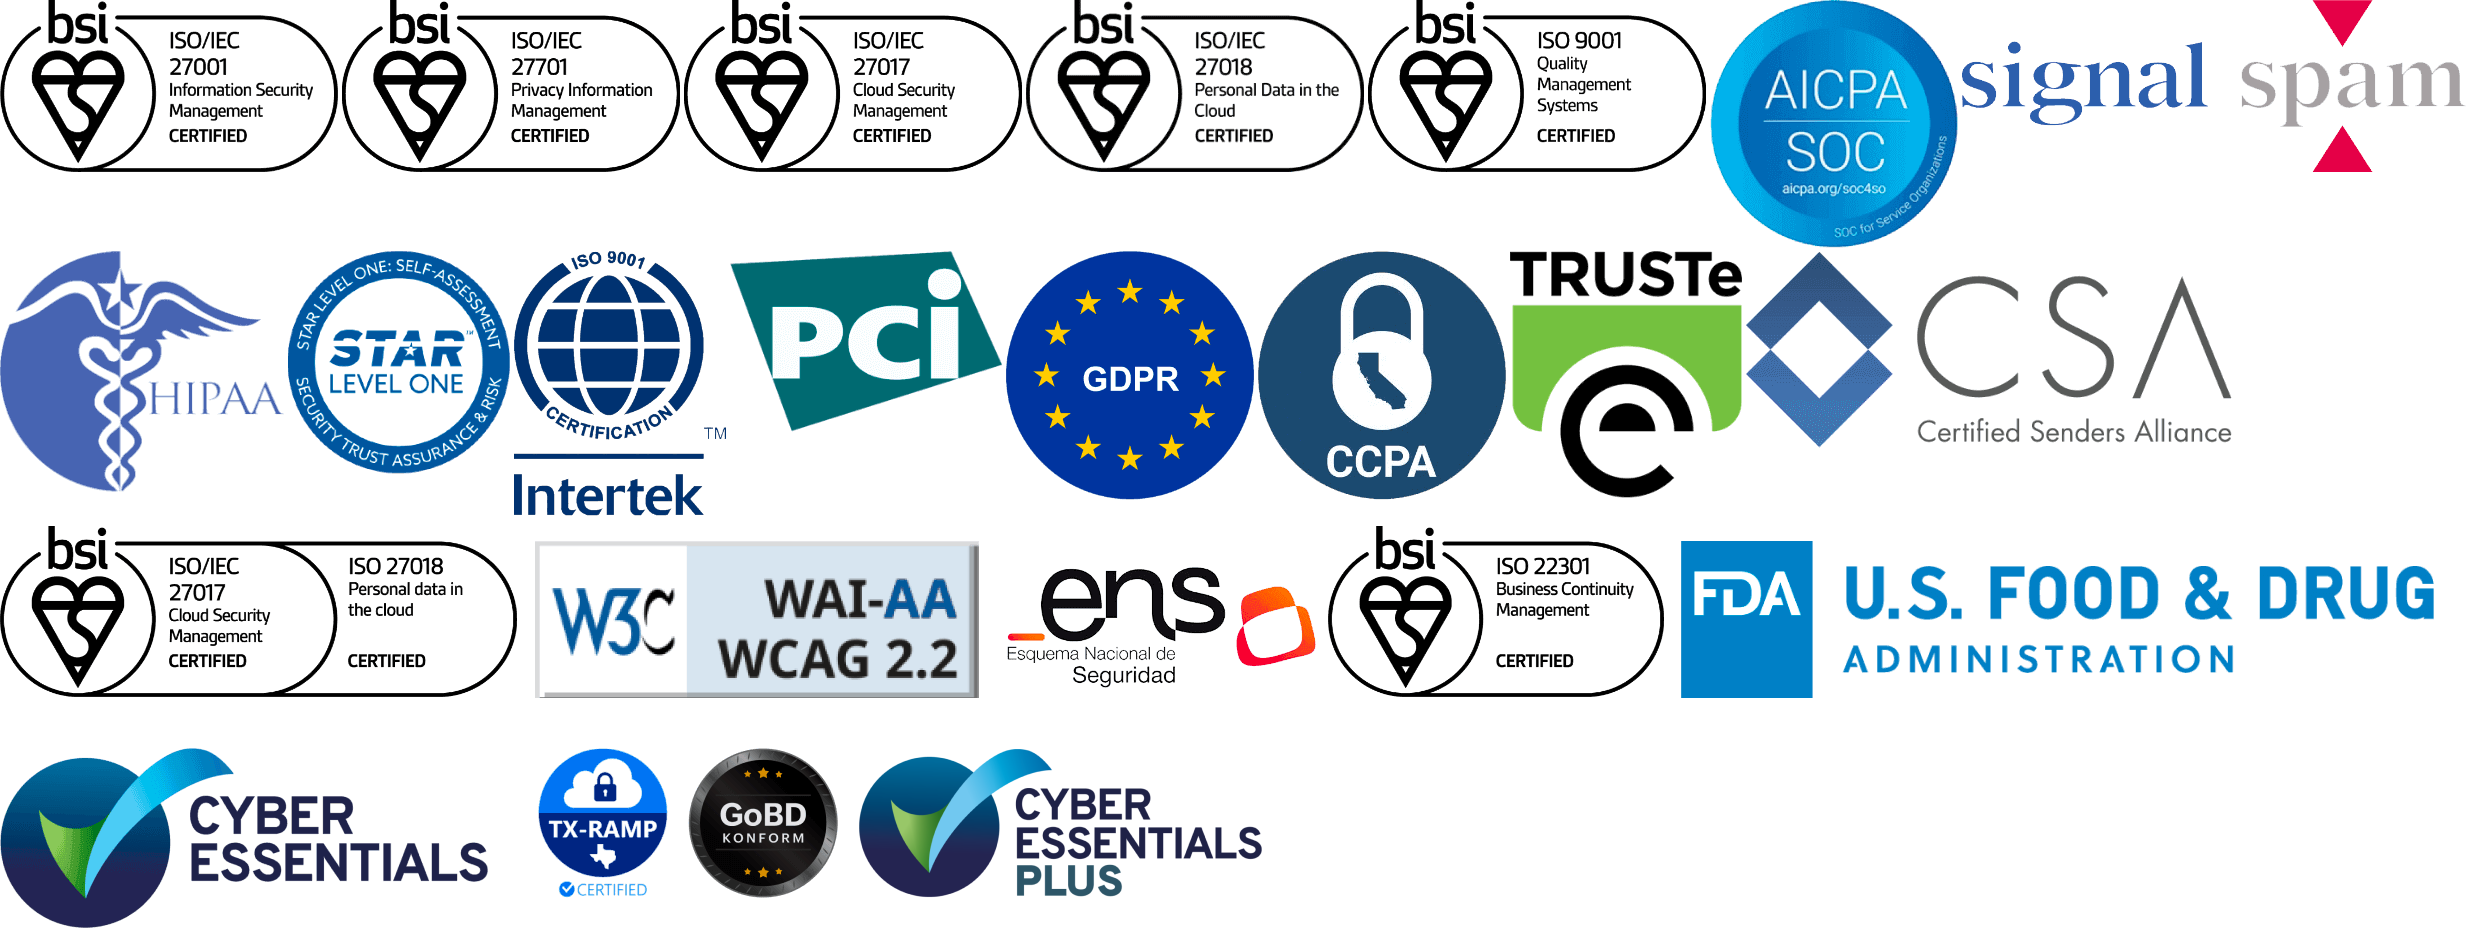 bsi
ISO/IEC
27001
Information Security
Management
CERTIFIED
bsi
ISO/IEC
27701
Privacy Information
Management
CERTIFIED
bsi
ISO/IEC
27017
Cloud Security
Management
CERTIFIED
bsi
ISO/IEC
27018
Personal Data in the
Cloud
CERTIFIED
bsi
ISO 9001
Quality
Management
Systems
CERTIFIED
AICPA
SOC
aicpa.org/soc4so
SOC for Service Organizations
signal spam
HIPAA
STAR LEVEL ONE: SELF-ASSESSMENT
STAR™
LEVEL ONE
SECURITY TRUST ASSURANCE & RISK
ISO 9001
CERTIFICATION
TM
Intertek
PCi
GDPR
CCPA
TRUSTe
e
CSA
Certified Senders Alliance
bsi
ISO/IEC
27017
Cloud Security
Management
CERTIFIED
ISO 27018
Personal data in
the cloud
CERTIFIED
W3C
WAI-AA
WCAG 2.2
ens
Esquema Nacional de
Seguridad
bsi
ISO 22301
Business Continuity
Management
CERTIFIED
FDA
U.S. FOOD & DRUG
ADMINISTRATION
CYBER
ESSENTIALS
TX-RAMP
CERTIFIED
GoBD
KONFORM
CYBER
ESSENTIALS
PLUS